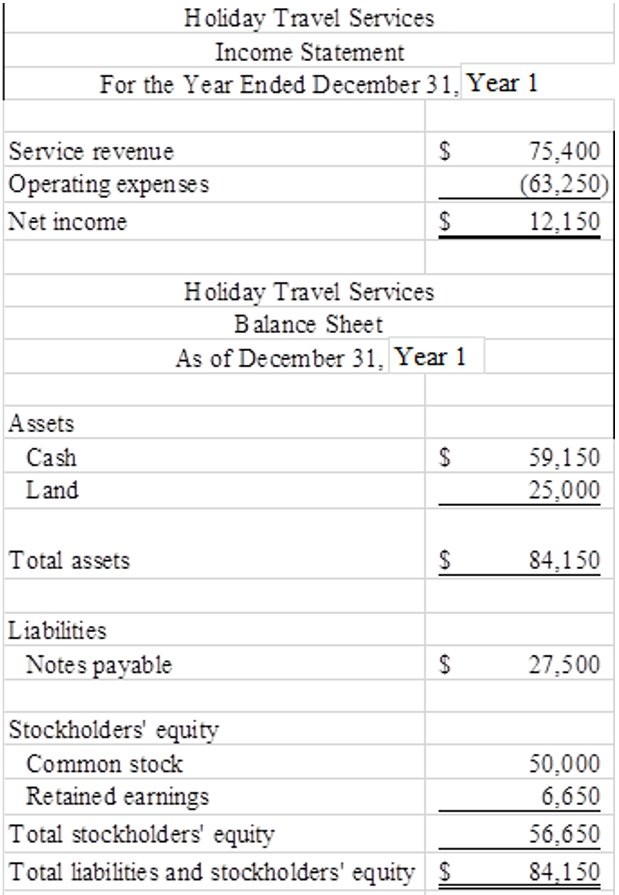 Holiday Travel Services
Income Statement
For the Year Ended December 31, Year 1
Service revenue $ 75,400
Operating expenses (63,250)
Net income $ 12,150
Holiday Travel Services
Balance Sheet
As of December 31, Year 1
Assets
Cash $ 59,150
Land 25,000
Total assets $ 84,150
Liabilities
Notes payable $ 27,500
Stockholders' equity
Common stock 50,000
Retained earnings 6,650
Total stockholders' equity 56,650
Total liabilities and stockholders' equity $ 84,150